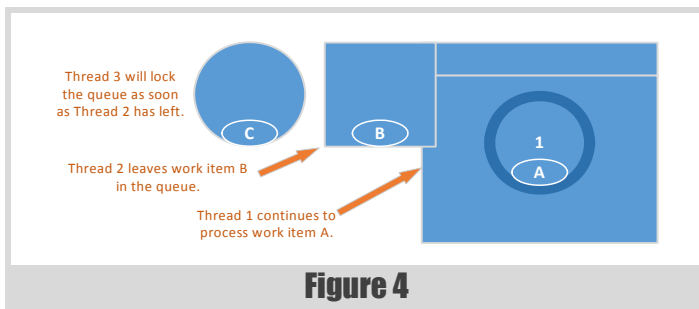 Thread 3 will lock
the queue as soon
as Thread 2 has left.
C
B
1
A
Thread 2 leaves work item B
in the queue.
Thread 1 continues to
process work item A.
Figure 4